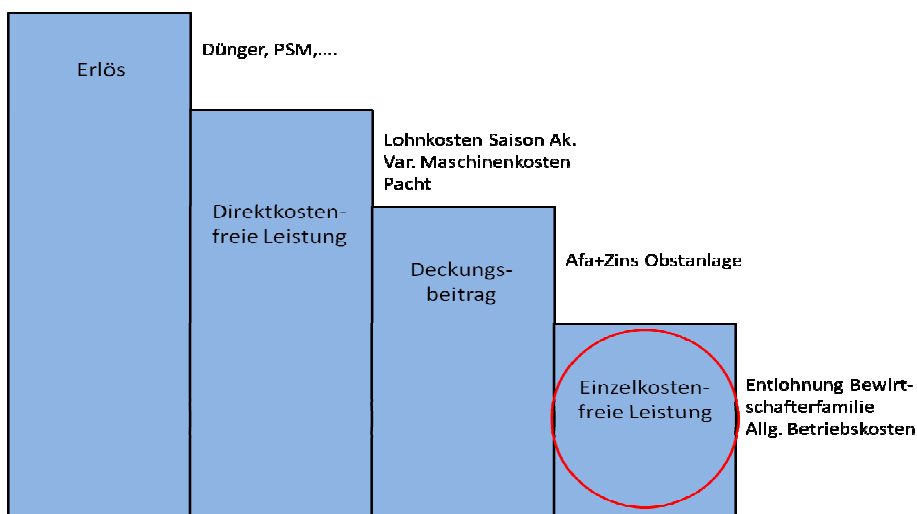 Erlös
Dünger, PSM,....
Direktkosten-
freie Leistung
Lohnkosten Saison Ak.
Var. Maschinenkosten
Pacht
Deckungs-
beitrag
Afa+Zins Obstanlage
Einzelkosten-
freie Leistung
Entlohnung Bewirt-
schafterfamilie
Allg. Betriebskosten